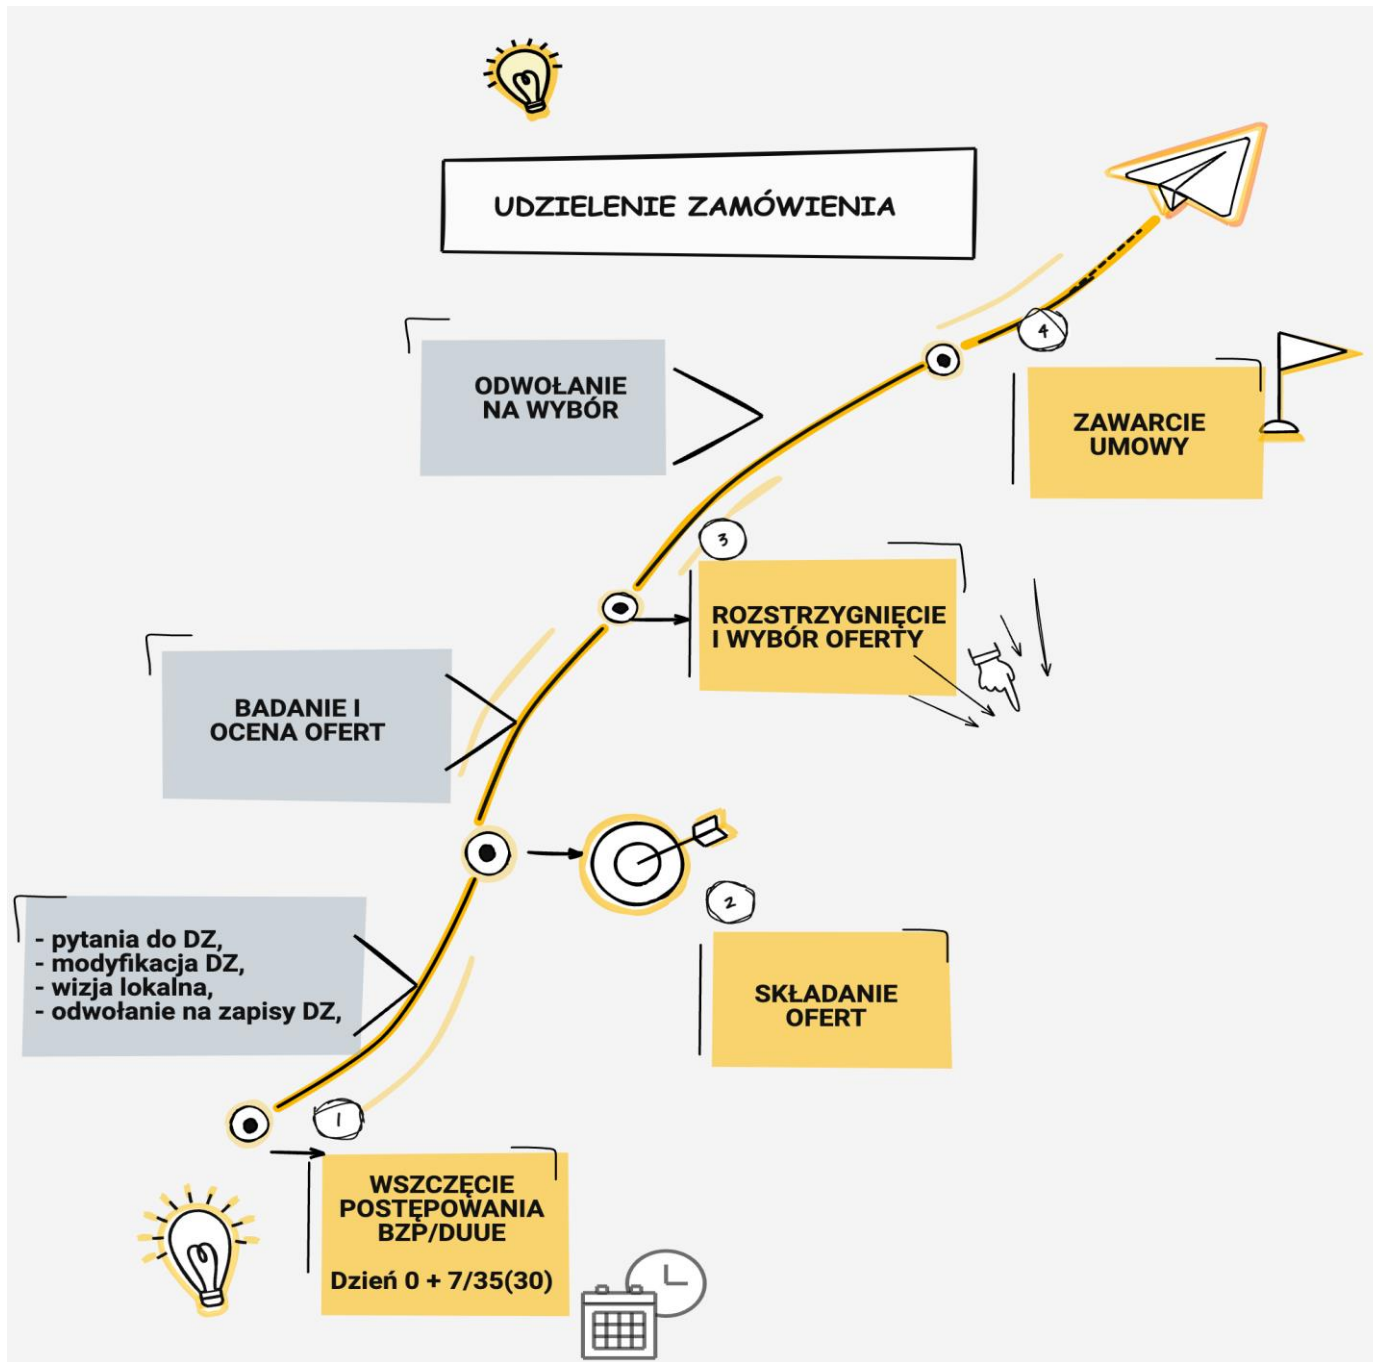 UDZIELENIE ZAMÓWIENIA
4
ODWOŁANIE
NA WYBÓR
ZAWARCIE
UMOWY
3
ROZSTRZYGNIĘCIE
I WYBÓR OFERTY
BADANIE I
OCENA OFERT
2
- pytania do DZ,
- modyfikacja DZ,
- wizja lokalna,
- odwołanie na zapisy DZ,
SKŁADANIE
OFERT
1
WSZCZĘCIE
POSTĘPOWANIA
BZP/DUUE
Dzień 0 + 7/35(30)